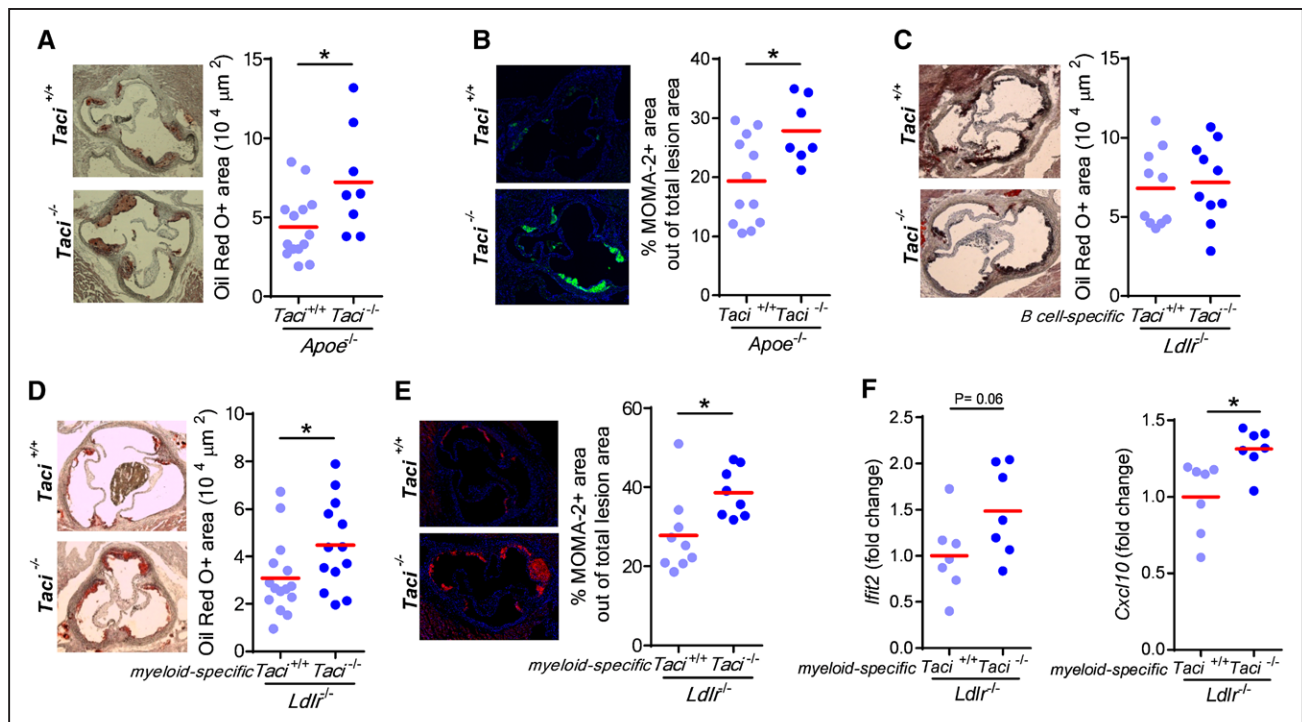 A
Taci +/+
Taci -/-
Oil Red O+ area (10 4 μm 2)
15
10
5
0
*
Taci+/+ Taci-/-
Apoe-/-
B
Taci +/+
Taci -/-
% MOMA-2+ area
out of total lesion area
40
30
20
10
0
*
Taci +/+ Taci -/-
Apoe-/-
C
Taci +/+
Taci -/-
Oil Red O+ area (10 4 μm 2)
15
10
5
0
B cell-specific Taci +/+ Taci -/-
Ldlr-/-
D
Taci +/+
Taci -/-
Oil Red O+ area (10 4 μm 2)
10
8
6
4
2
0
*
myeloid-specific Taci +/+ Taci -/-
Ldlr-/-
E
Taci +/+
Taci -/-
% MOMA-2+ area
out of total lesion area
60
40
20
0
*
myeloid-specific Taci +/+ Taci -/-
Ldlr-/-
F
Ifit2 (fold change)
2.5
2.0
1.5
1.0
0.5
0.0
P= 0.06
myeloid-specific Taci +/+ Taci -/-
Ldlr-/-
Cxcl10 (fold change)
1.5
1.0
0.5
0.0
*
myeloid-specific Taci +/+ Taci -/-
Ldlr-/-